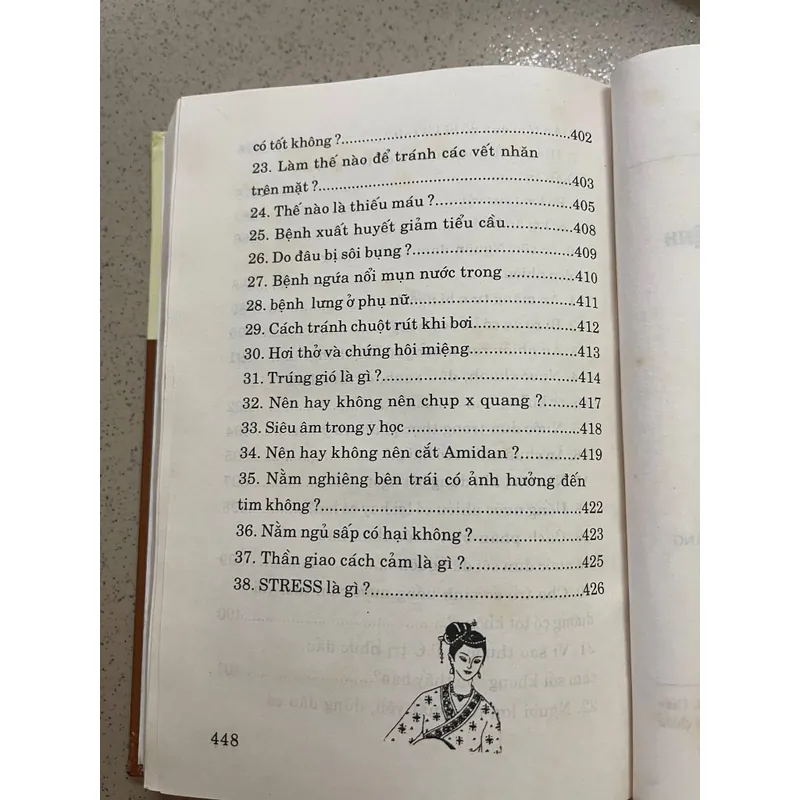 có tốt không ?..........402
23. Làm thế nào để tránh các vết nhăn
trên mặt ?..........403
24. Thế nào là thiếu máu ?..........405
25. Bệnh xuất huyết giảm tiểu cầu..........408
26. Do đâu bị sôi bụng ?..........409
27. Bệnh ngứa nổi mụn nước trong ..........410
28. bệnh lưng ở phụ nữ..........411
29. Cách tránh chuột rút khi bơi..........412
30. Hơi thở và chứng hôi miệng..........413
31. Trúng gió là gì ?..........414
32. Nên hay không nên chụp x quang ?..........417
33. Siêu âm trong y học ..........418
34. Nên hay không nên cắt Amidan ?..........419
35. Nằm nghiêng bên trái có ảnh hưởng đến
tim không ?..........422
36. Nằm ngủ sấp có hại không ?..........423
37. Thần giao cách cảm là gì ?..........425
38. STRESS là gì ?..........426
448